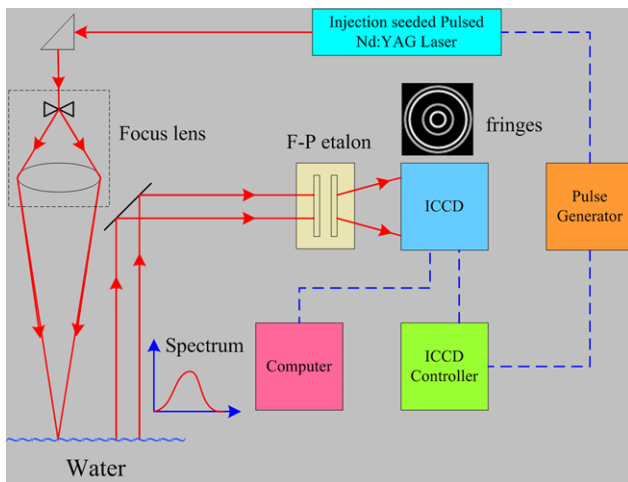 Injection seeded Pulsed
Nd:YAG Laser
Focus lens
F-P etalon
fringes
ICCD
Pulse
Generator
Spectrum
Computer
ICCD
Controller
Water